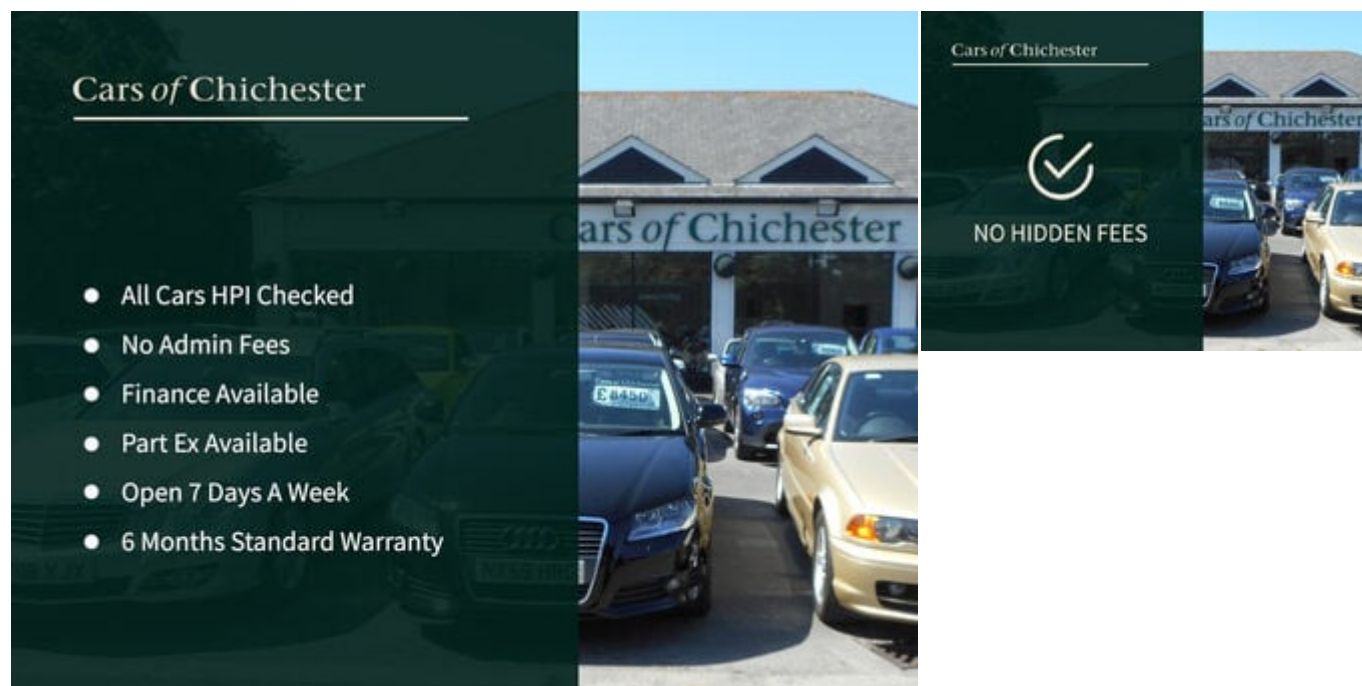 Cars of Chichester
Cars of Chichester
All Cars HPI Checked
No Admin Fees
Finance Available
Part Ex Available
Open 7 Days A Week
6 Months Standard Warranty
£8450
Cars of Chichester
Cars of Chichester
NO HIDDEN FEES